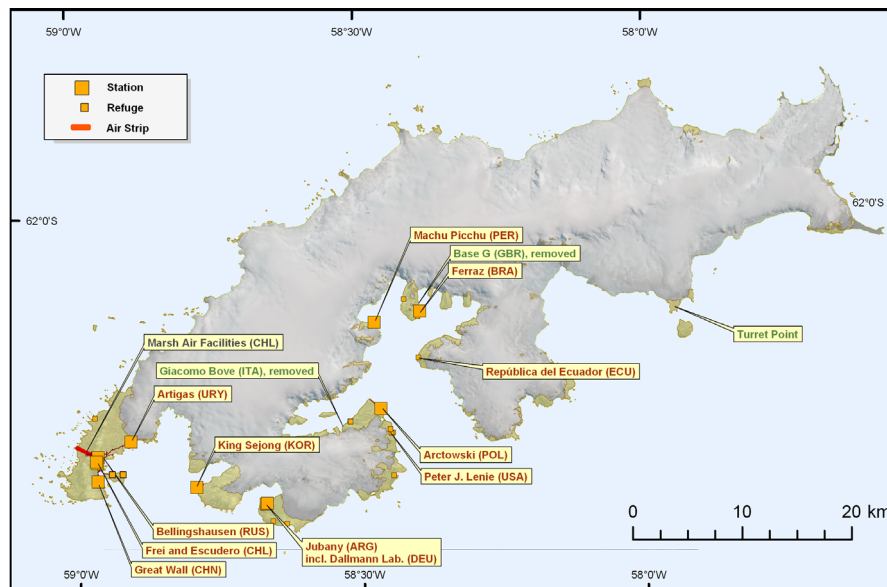 59°0'W
58°30'W
58°0'W
Station
Refuge
Air Strip
62°0'S
62°0'S
Machu Picchu (PER)
Base G (GBR), removed
Ferraz (BRA)
Turret Point
Marsh Air Facilities (CHL)
Giacomo Bove (ITA), removed
República del Ecuador (ECU)
Artigas (URY)
King Sejong (KOR)
Arctowski (POL)
Peter J. Lenie (USA)
Bellingshausen (RUS)
Frei and Escudero (CHL)
Great Wall (CHN)
Jubany (ARG)
incl. Dallmann Lab. (DEU)
0 10 20 km
59°0'W
58°30'W
58°0'W